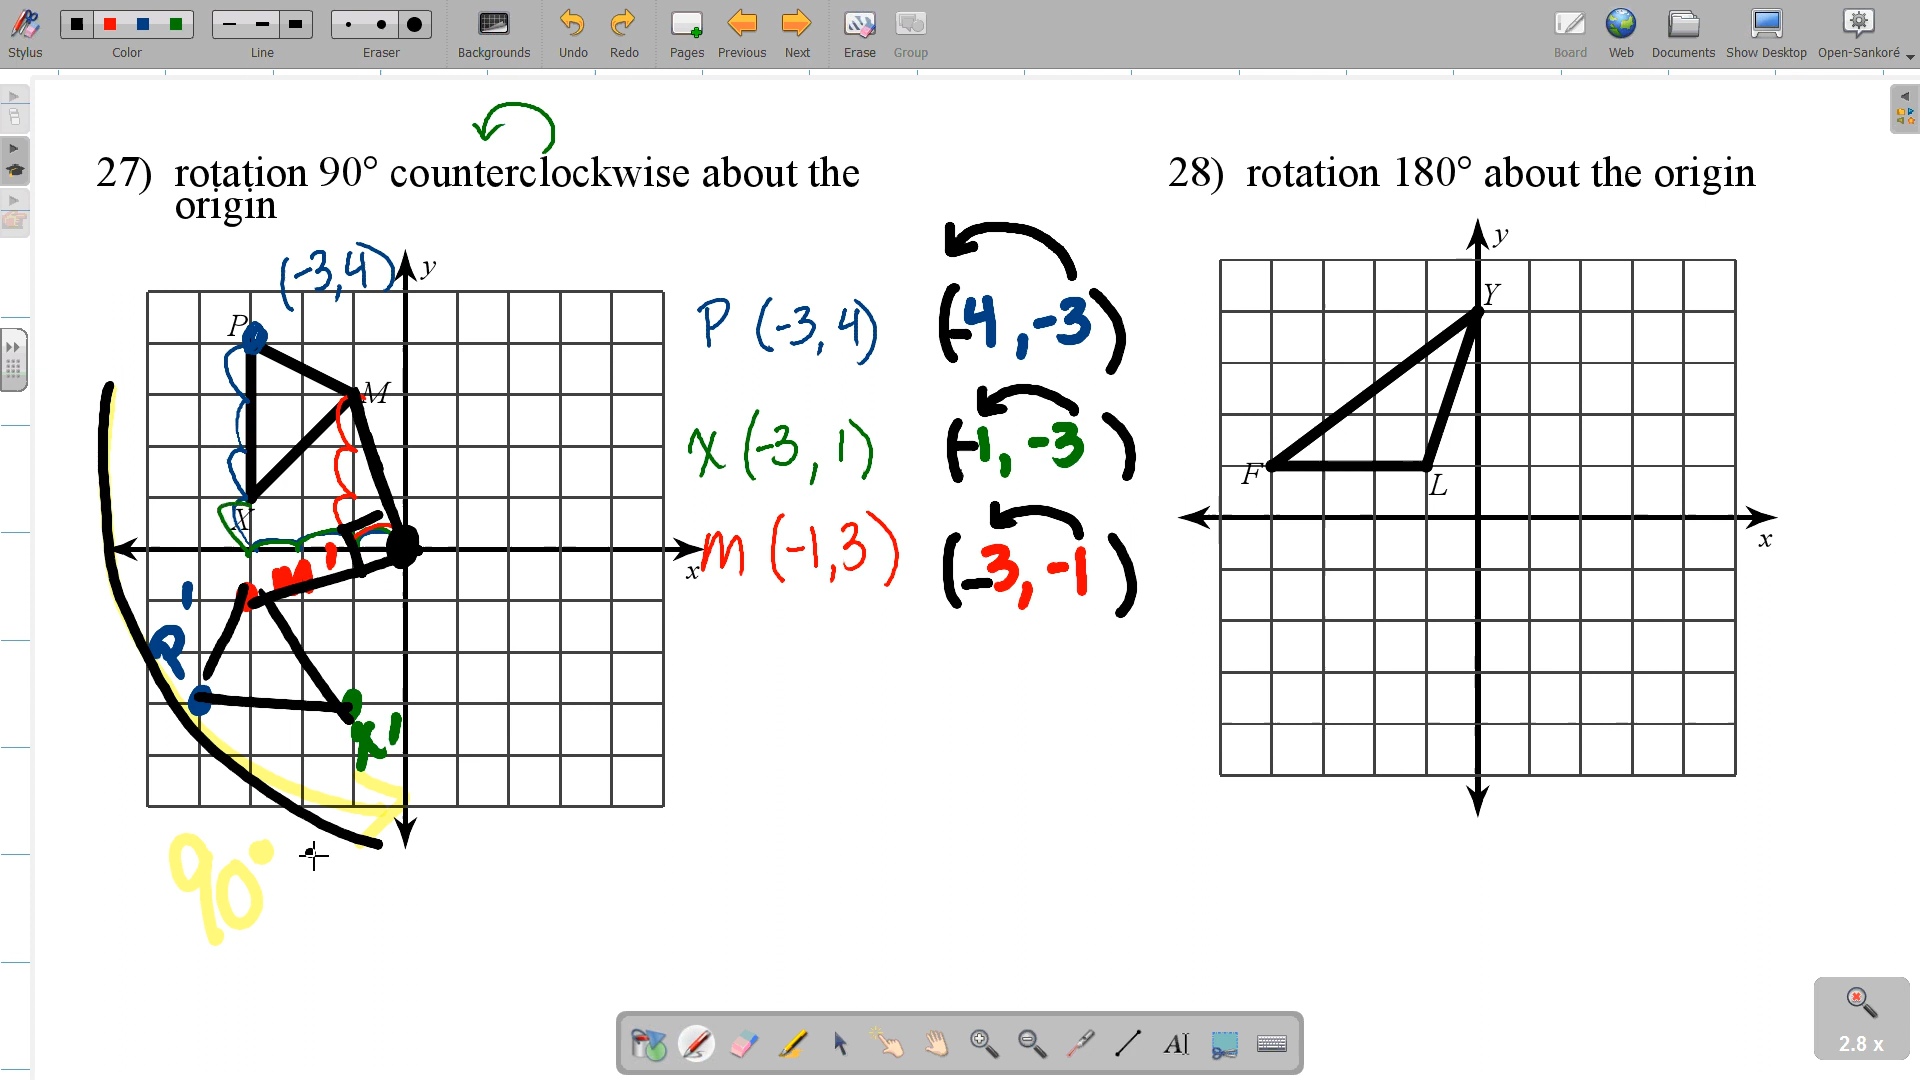 Stylus Color Line Eraser Backgrounds Undo Redo Pages Previous Next Erase Group Board Web Documents Show Desktop Open-Sankoré
27) rotation 90° counterclockwise about the
origin
28) rotation 180° about the origin
(-3,4)
y
P
M
X
x
m'
P'
X'
90°
P (-3, 4) (-4, -3)
X (-3, 1) (-1, -3)
M (-1, 3) (-3, -1)
y
Y
F
L
x
2.8 x